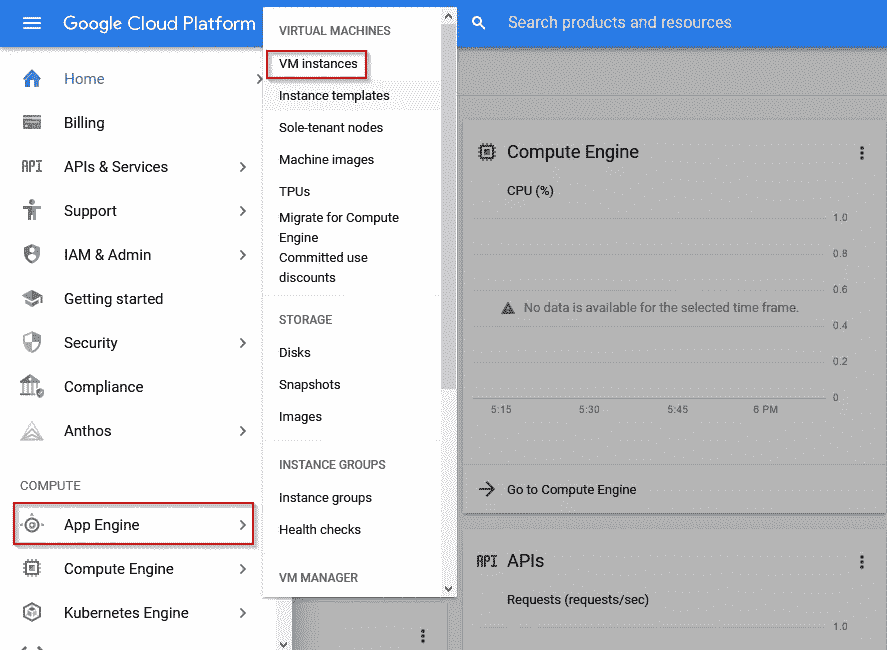 Google Cloud Platform
Search products and resources
Home
Billing
API APIs & Services
Support
IAM & Admin
Getting started
Security
Compliance
Anthos
COMPUTE
App Engine
Compute Engine
Kubernetes Engine
VIRTUAL MACHINES
VM instances
Instance templates
Sole-tenant nodes
Machine images
TPUs
Migrate for Compute
Engine
Committed use
discounts
STORAGE
Disks
Snapshots
Images
INSTANCE GROUPS
Instance groups
Health checks
VM MANAGER
Compute Engine
CPU (%)
1.0
0.8
0.6
No data is available for the selected time frame.
0.4
0.2
0
5:15 5:30 5:45 6 PM
Go to Compute Engine
API APIs
Requests (requests/sec)
1.0